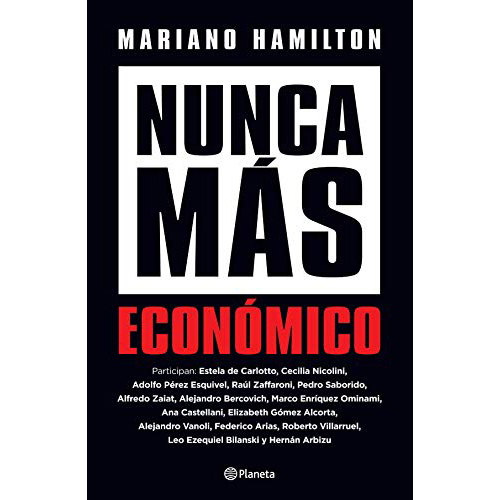 MARIANO HAMILTON
NUNCA
MÁS
ECONÓMICO
Participan: Estela de Carlotto, Cecilia Nicolini,
Adolfo Pérez Esquivel, Raúl Zaffaroni, Pedro Saborido,
Alfredo Zaiat, Alejandro Bercovich, Marco Enríquez Ominami,
Ana Castellani, Elizabeth Gómez Alcorta,
Alejandro Vanoli, Federico Arias, Roberto Villarruel,
Leo Ezequiel Bilanski y Hernán Arbizu
Planeta